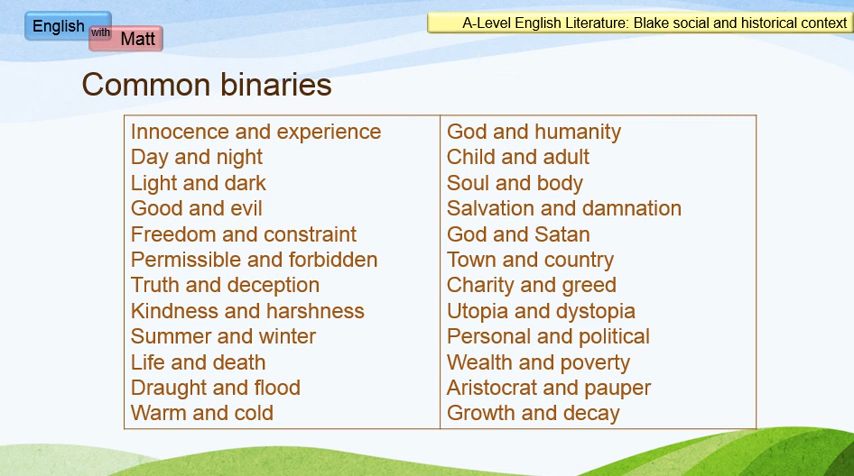 English
with
Matt
A-Level English Literature: Blake social and historical context
Common binaries
Innocence and experience
Day and night
Light and dark
Good and evil
Freedom and constraint
Permissible and forbidden
Truth and deception
Kindness and harshness
Summer and winter
Life and death
Draught and flood
Warm and cold
God and humanity
Child and adult
Soul and body
Salvation and damnation
God and Satan
Town and country
Charity and greed
Utopia and dystopia
Personal and political
Wealth and poverty
Aristocrat and pauper
Growth and decay